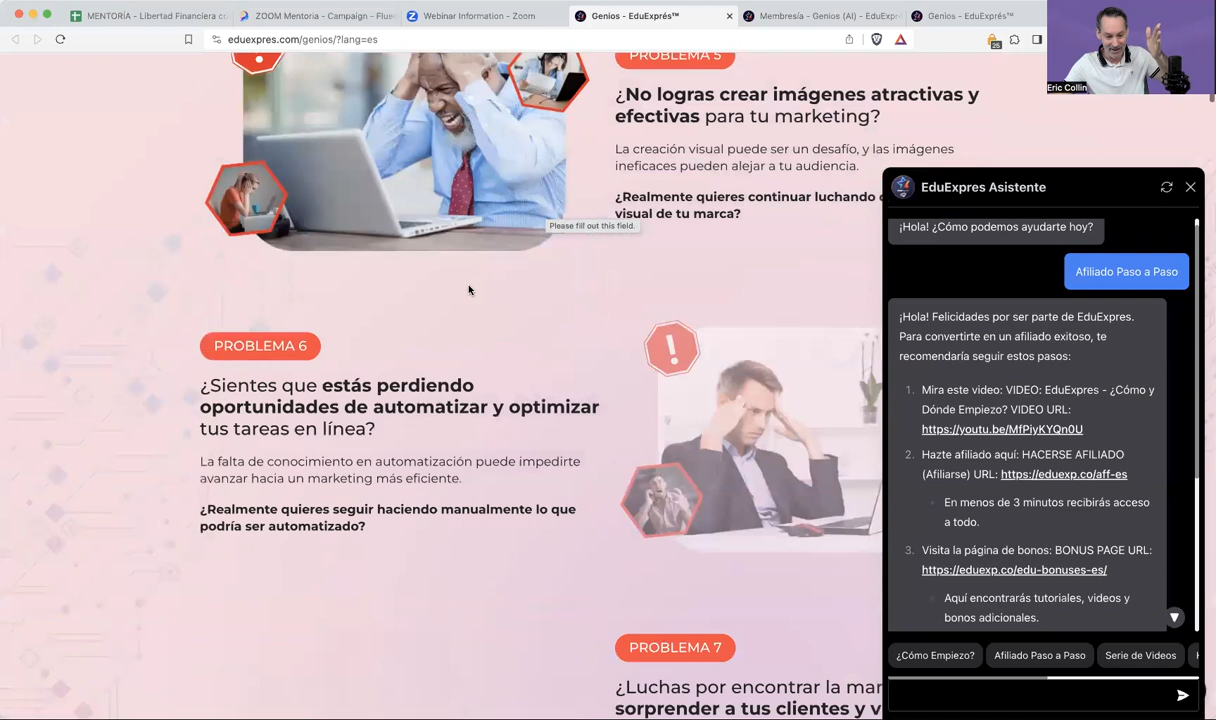 MENTORÍA - Libertad Financiera c
ZOOM Mentoria - Campaign - Flue
Webinar Information - Zoom
Genios - EduExprés™
Membresía - Genios (AI) - EduExpr
Genios - EduExprés™
eduexpres.com/genios/?lang=es
25
Eric Collin
PROBLEMA 5
¿No logras crear imágenes atractivas y
efectivas para tu marketing?
La creación visual puede ser un desafío, y las imágenes
ineficaces pueden alejar a tu audiencia.
¿Realmente quieres continuar luchando
visual de tu marca?
Please fill out this field.
PROBLEMA 6
¿Sientes que estás perdiendo
oportunidades de automatizar y optimizar
tus tareas en línea?
La falta de conocimiento en automatización puede impedirte
avanzar hacia un marketing más eficiente.
¿Realmente quieres seguir haciendo manualmente lo que
podría ser automatizado?
PROBLEMA 7
¿Luchas por encontrar la mar
sorprender a tus clientes y v
EduExpres Asistente
¡Hola! ¿Cómo podemos ayudarte hoy?
Afiliado Paso a Paso
¡Hola! Felicidades por ser parte de EduExpres.
Para convertirte en un afiliado exitoso, te
recomendaría seguir estos pasos:
1. Mira este video: VIDEO: EduExpres - ¿Cómo y
Dónde Empiezo? VIDEO URL:
https://youtu.be/MfPiyKYQn0U
2. Hazte afiliado aquí: HACERSE AFILIADO
(Afiliarse) URL: https://eduexp.co/aff-es
En menos de 3 minutos recibirás acceso
a todo.
3. Visita la página de bonos: BONUS PAGE URL:
https://eduexp.co/edu-bonuses-es/
Aquí encontrarás tutoriales, videos y
bonos adicionales.
¿Cómo Empiezo?
Afiliado Paso a Paso
Serie de Videos